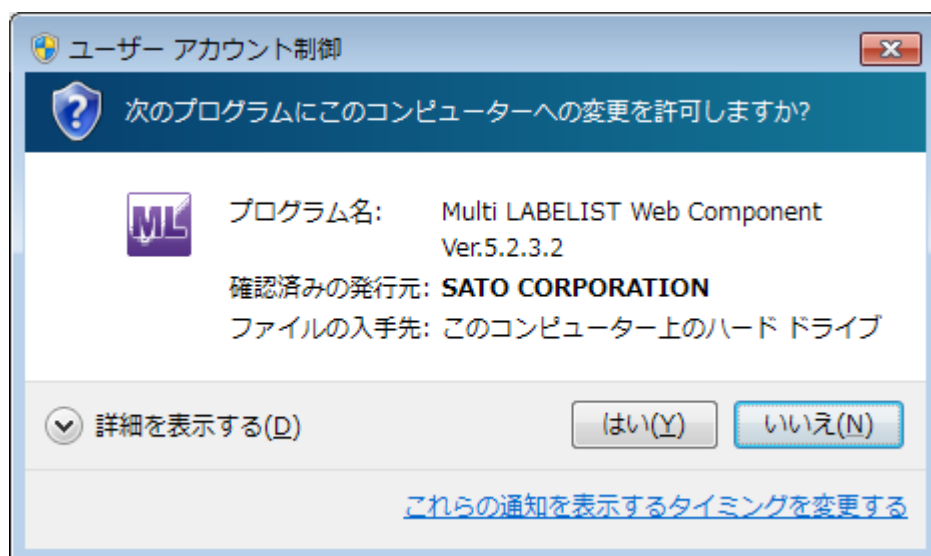 ユーザー アカウント制御
次のプログラムにこのコンピューターへの変更を許可しますか?
ML
プログラム名: Multi LABELIST Web Component
Ver.5.2.3.2
確認済みの発行元: SATO CORPORATION
ファイルの入手先: このコンピューター上のハード ドライブ
詳細を表示する(D) はい(Y) いいえ(N)
これらの通知を表示するタイミングを変更する